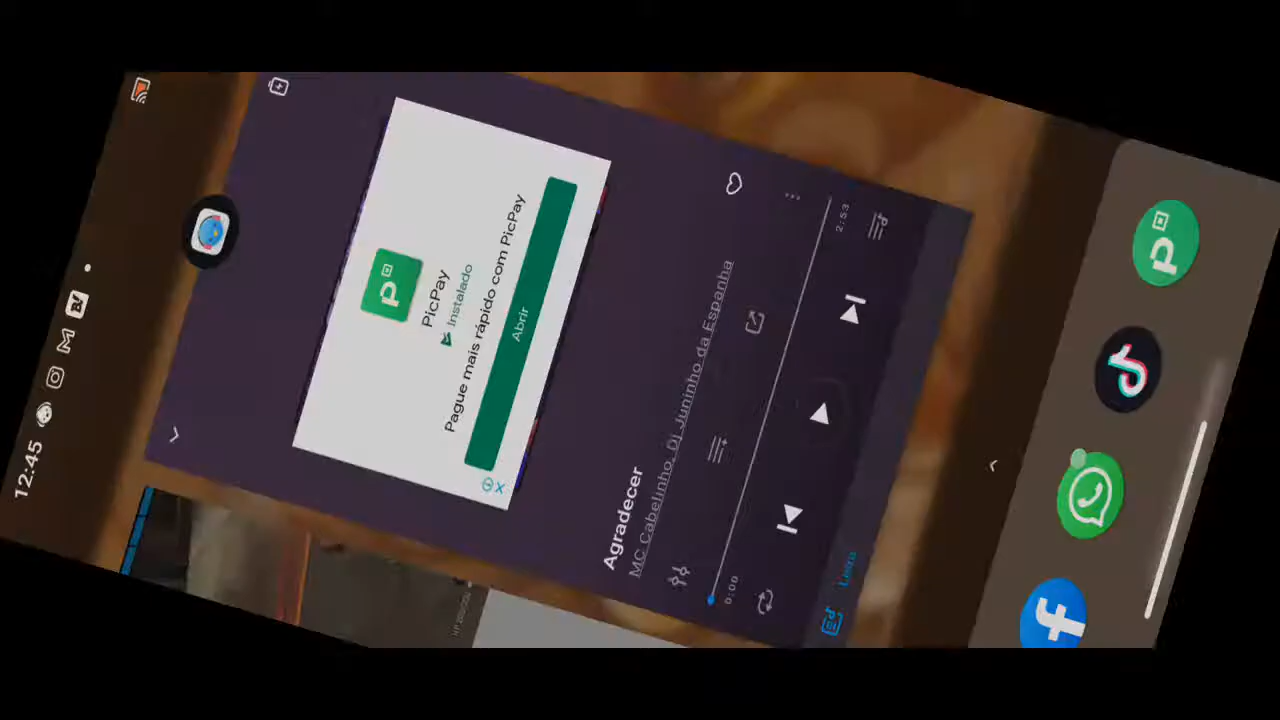 12:45
PicPay
Instalado
Pague mais rápido com PicPay
Abrir
Agradecer
MC Cabelinho, Dj Juninho da Espanha
0:00
2:53